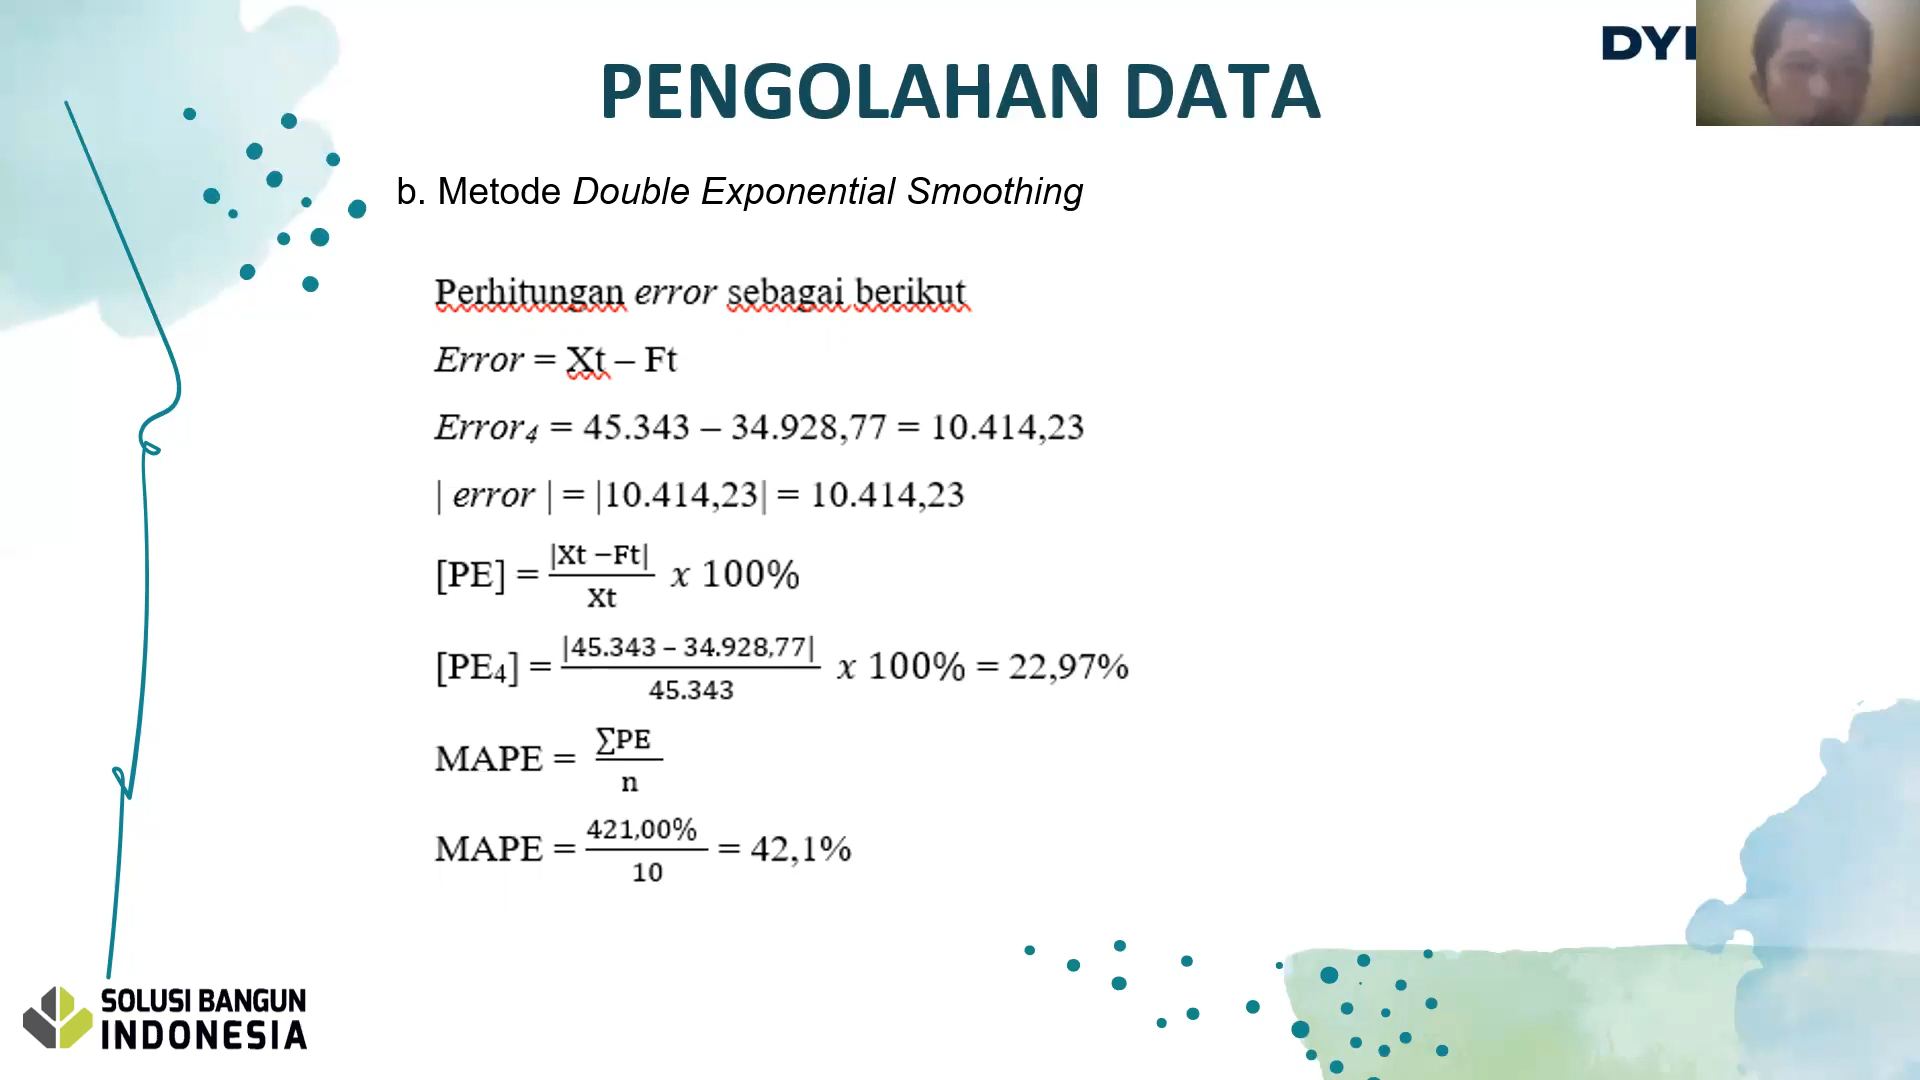 DY
PENGOLAHAN DATA
b. Metode Double Exponential Smoothing
Perhitungan error sebagai berikut
Error = Xt – Ft
Error₄ = 45.343 – 34.928,77 = 10.414,23
| error | = |10.414,23| = 10.414,23
[PE] = |Xt –Ft| / Xt x 100%
[PE₄] = |45.343 – 34.928,77| / 45.343 x 100% = 22,97%
MAPE = ∑PE / n
MAPE = 421,00% / 10 = 42,1%
SOLUSI BANGUN
INDONESIA